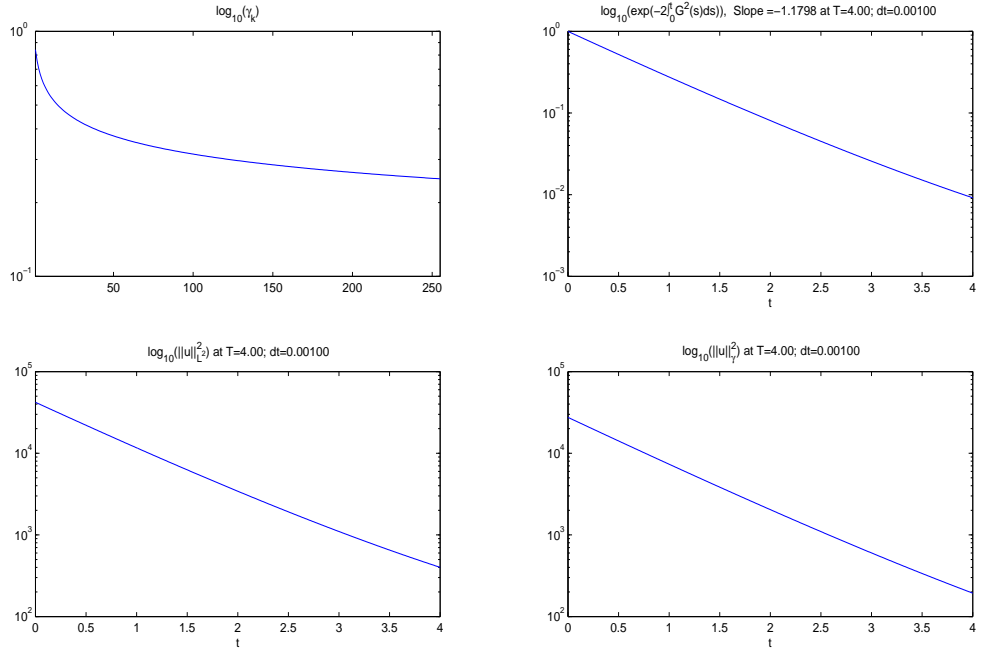 log10(γk)
10^0
10^-1
50 100 150 200 250
log10(exp(−2∫0^t G^2(s)ds)), Slope =−1.1798 at T=4.00; dt=0.00100
10^0
10^-1
10^-2
10^-3
0 0.5 1 1.5 2 2.5 3 3.5 4
t
log10(||u||^2_L2) at T=4.00; dt=0.00100
10^5
10^4
10^3
10^2
0 0.5 1 1.5 2 2.5 3 3.5 4
t
log10(||u||^2_γ) at T=4.00; dt=0.00100
10^5
10^4
10^3
10^2
0 0.5 1 1.5 2 2.5 3 3.5 4
t